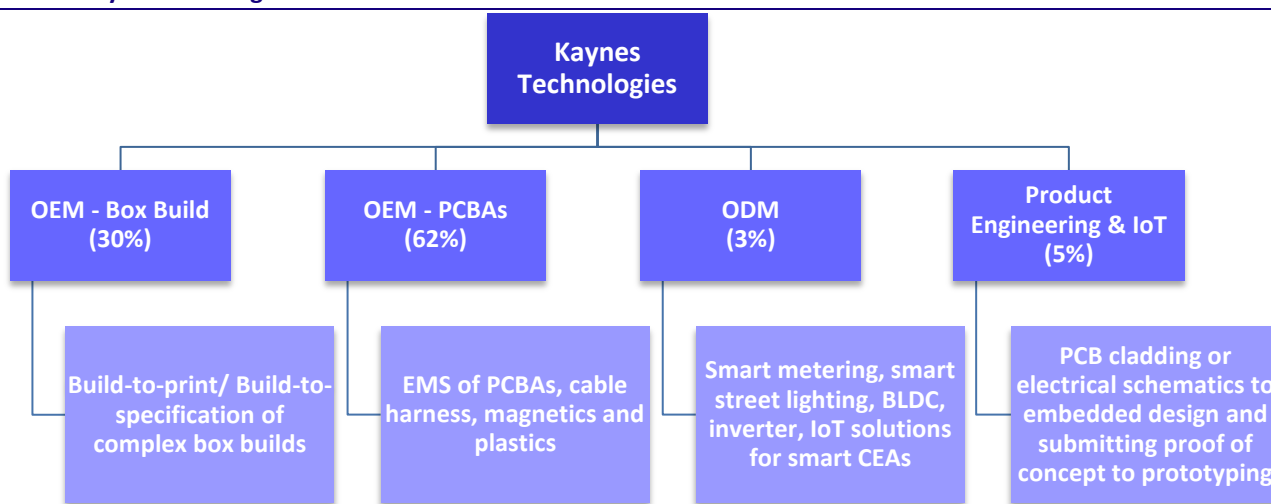 Kaynes
Technologies
OEM - Box Build
(30%)
OEM - PCBAs
(62%)
ODM
(3%)
Product
Engineering & IoT
(5%)
Build-to-print/ Build-to-
specification of
complex box builds
EMS of PCBAs, cable
harness, magnetics and
plastics
Smart metering, smart
street lighting, BLDC,
inverter, IoT solutions
for smart CEAs
PCB cladding or
electrical schematics to
embedded design and
submitting proof of
concept to prototyping